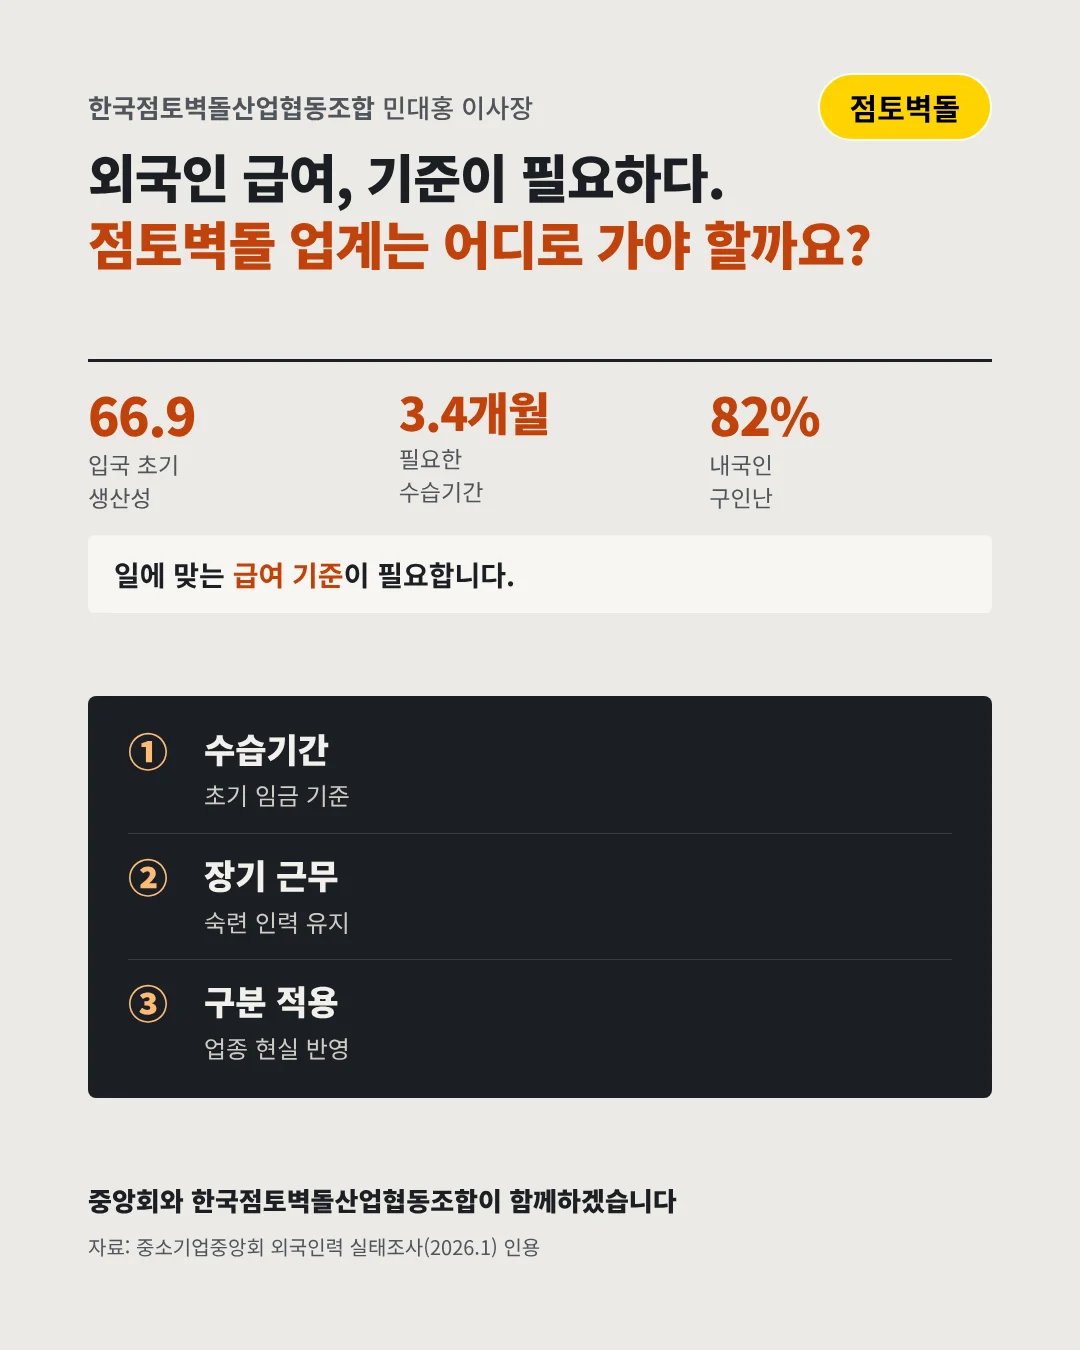 한국점토벽돌산업협동조합 민대홍 이사장
점토벽돌
외국인 급여, 기준이 필요하다.
점토벽돌 업계는 어디로 가야 할까요?
66.9
입국 초기
생산성
3.4개월
필요한
수습기간
82%
내국인
구인난
일에 맞는 급여 기준이 필요합니다.
① 수습기간
초기 임금 기준
② 장기 근무
숙련 인력 유지
③ 구분 적용
업종 현실 반영
중앙회와 한국점토벽돌산업협동조합이 함께하겠습니다
자료: 중소기업중앙회 외국인력 실태조사(2026.1) 인용